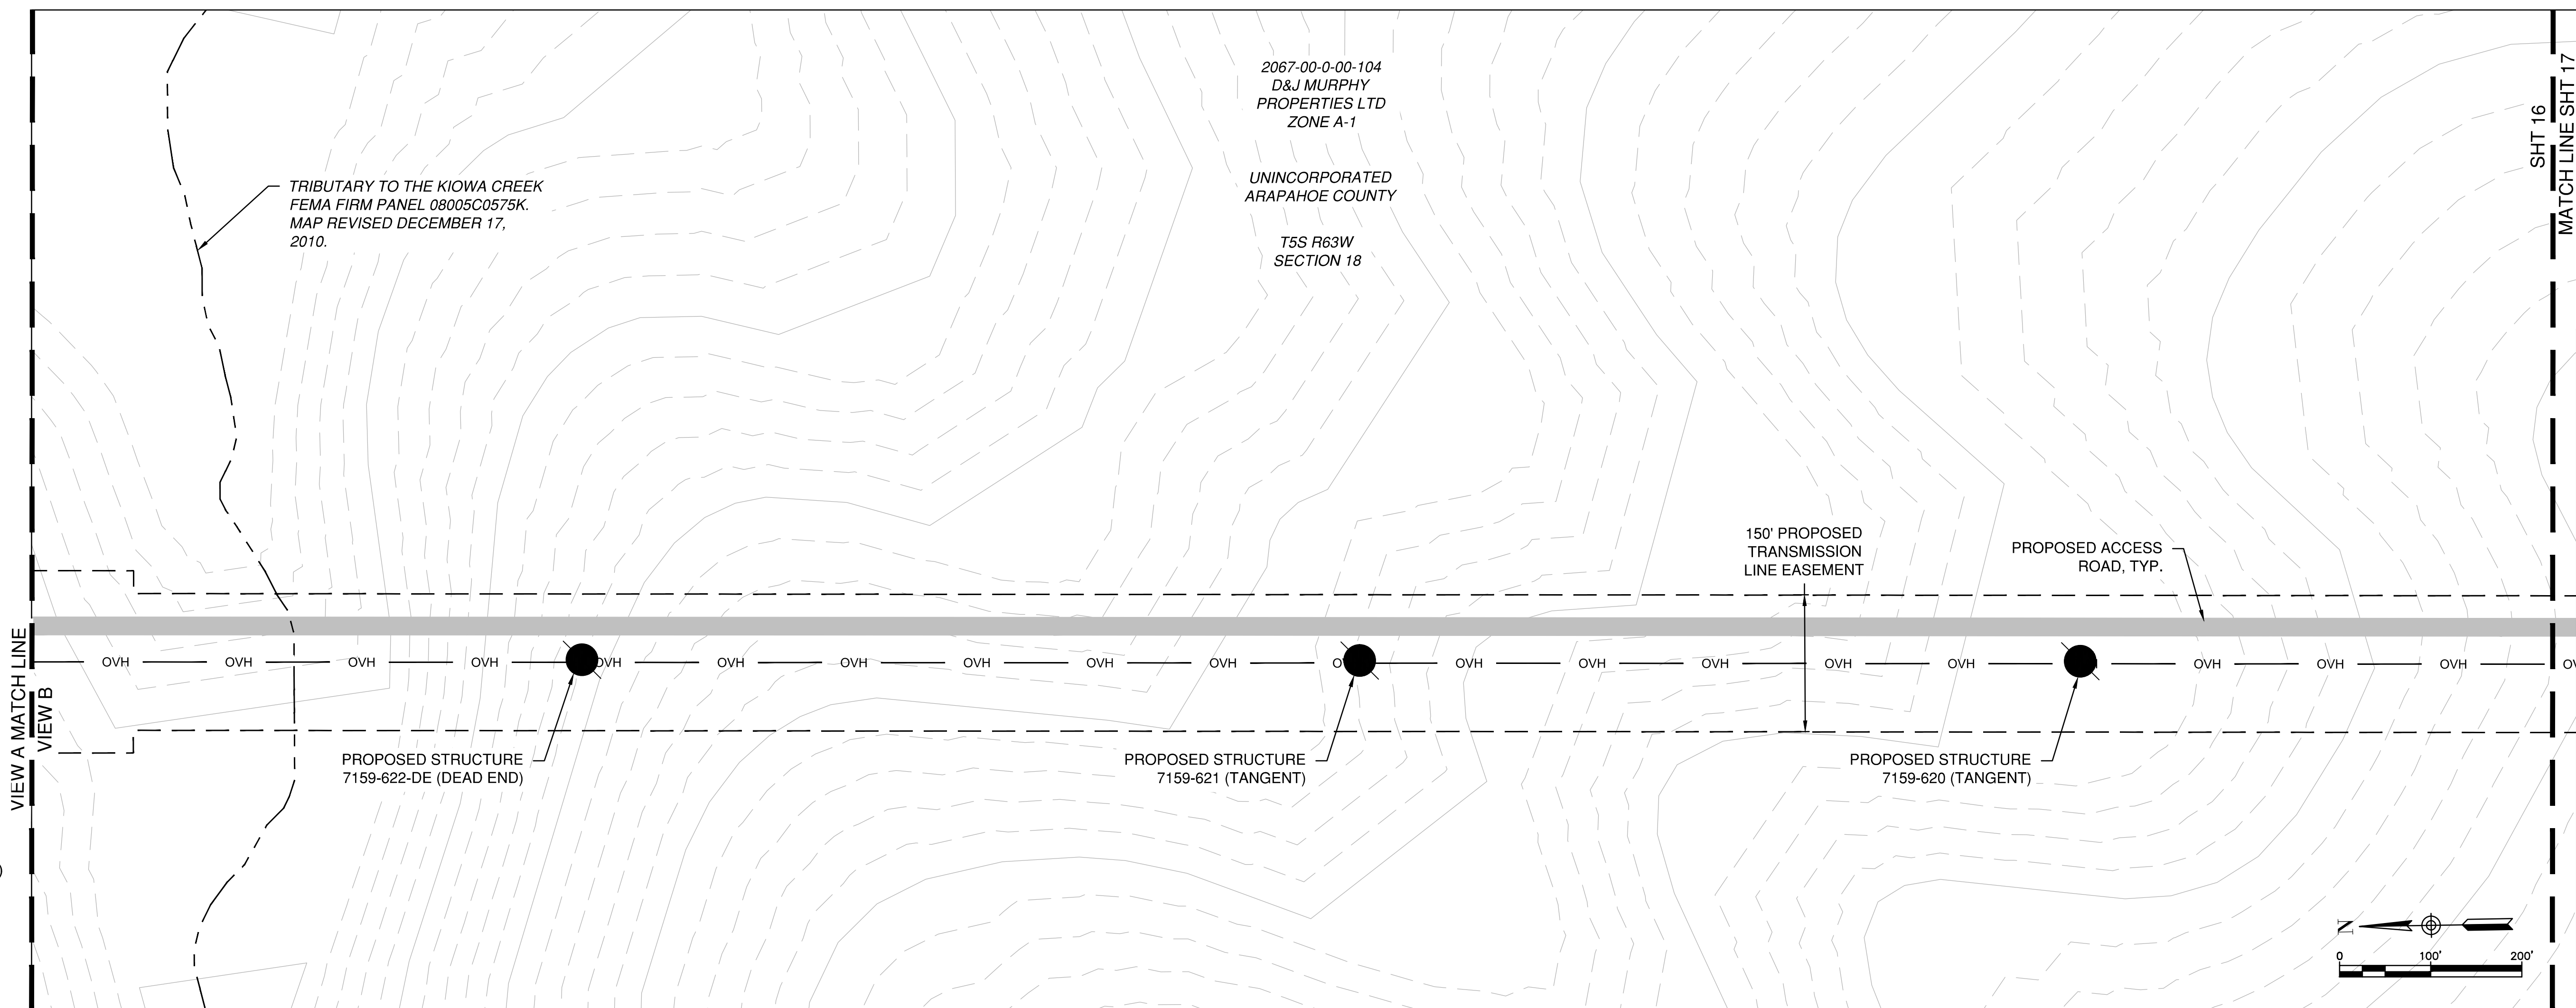 2067-00-0-00-104
D&J MURPHY
PROPERTIES LTD
ZONE A-1
UNINCORPORATED
ARAPAHOE COUNTY
T5S R63W
SECTION 18
TRIBUTARY TO THE KIOWA CREEK
FEMA FIRM PANEL 08005C0575K.
MAP REVISED DECEMBER 17,
2010.
SHT 16
MATCH LINE SHT 17
150' PROPOSED
TRANSMISSION
LINE EASEMENT
PROPOSED ACCESS
ROAD, TYP.
VIEW A MATCH LINE
VIEW B
OVH OVH OVH OVH OVH OVH OVH OVH OVH OVH OVH OVH OVH OVH OVH OVH OVH OVH
PROPOSED STRUCTURE
7159-622-DE (DEAD END)
PROPOSED STRUCTURE
7159-621 (TANGENT)
PROPOSED STRUCTURE
7159-620 (TANGENT)
N
0 100' 200'